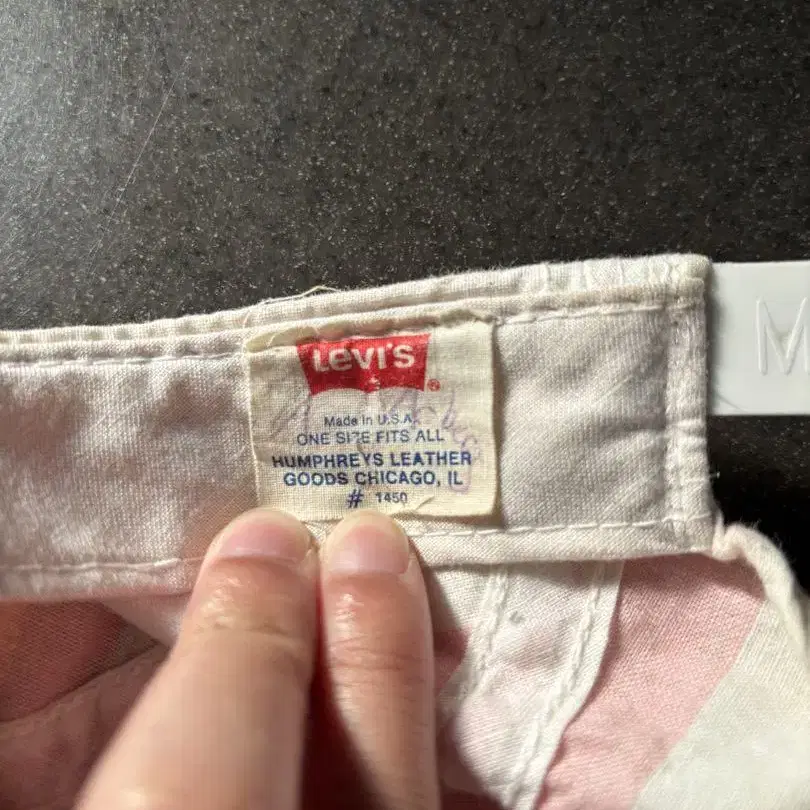 Levi's
®
Made in U.S.A.
ONE SIZE FITS ALL
HUMPHREYS LEATHER
GOODS CHICAGO, IL
# 1450
M